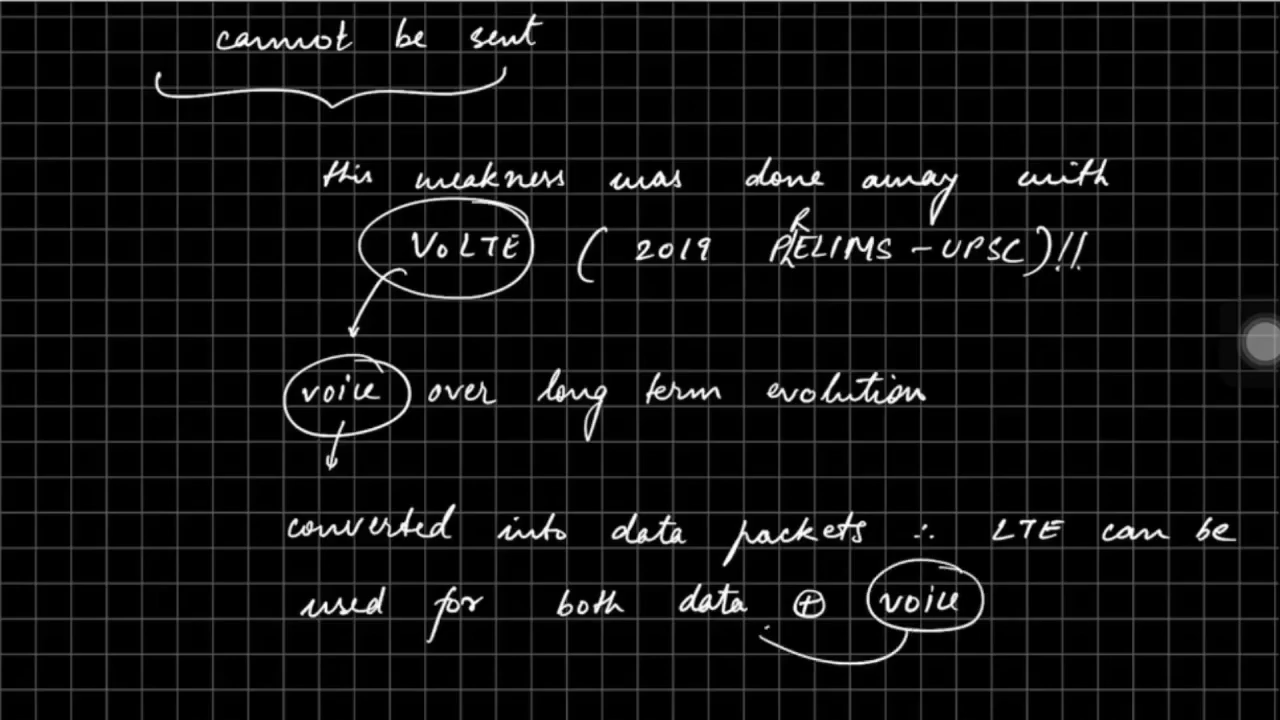 cannot be sent
this weakness was done away with
VoLTE ( 2019 PRELIMS - UPSC)!!
voice over long term evolution
converted into data packets ∴ LTE can be
used for both data ⊕ voice